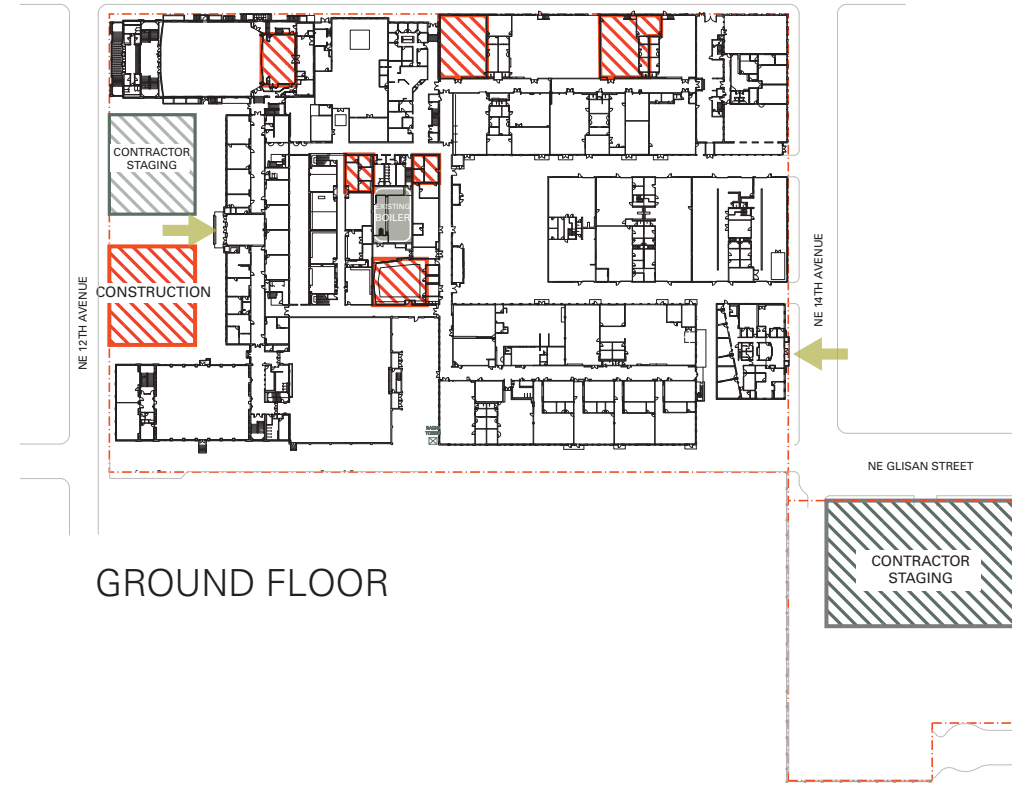 CONTRACTOR
STAGING
EXISTING
BOILER
CONSTRUCTION
NE 12TH AVENUE
NE 14TH AVENUE
NE GLISAN STREET
CONTRACTOR
STAGING
GROUND FLOOR